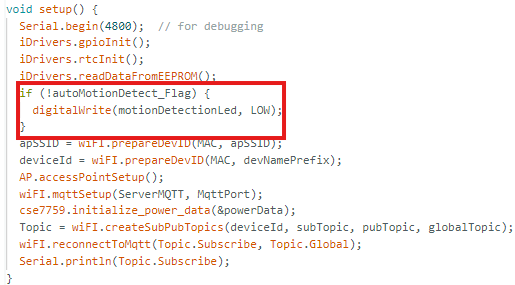 void setup() {
  Serial.begin(4800);  // for debugging
  iDrivers.gpioInit();
  iDrivers.rtcInit();
  iDrivers.readDataFromEEPROM();
  if (!autoMotionDetect_Flag) {
    digitalWrite(motionDetectionLed, LOW);
  }
  apSSID = wiFI.prepareDevID(MAC, apSSID);
  deviceId = wiFI.prepareDevID(MAC, devNamePrefix);
  AP.accessPointSetup();
  wiFI.mqttSetup(ServerMQTT, MqttPort);
  cse7759.initialize_power_data(&powerData);
  Topic = wiFI.createSubPubTopics(deviceId, subTopic, pubTopic, globalTopic);
  wiFI.reconnectToMqtt(Topic.Subscribe, Topic.Global);
  Serial.println(Topic.Subscribe);
}